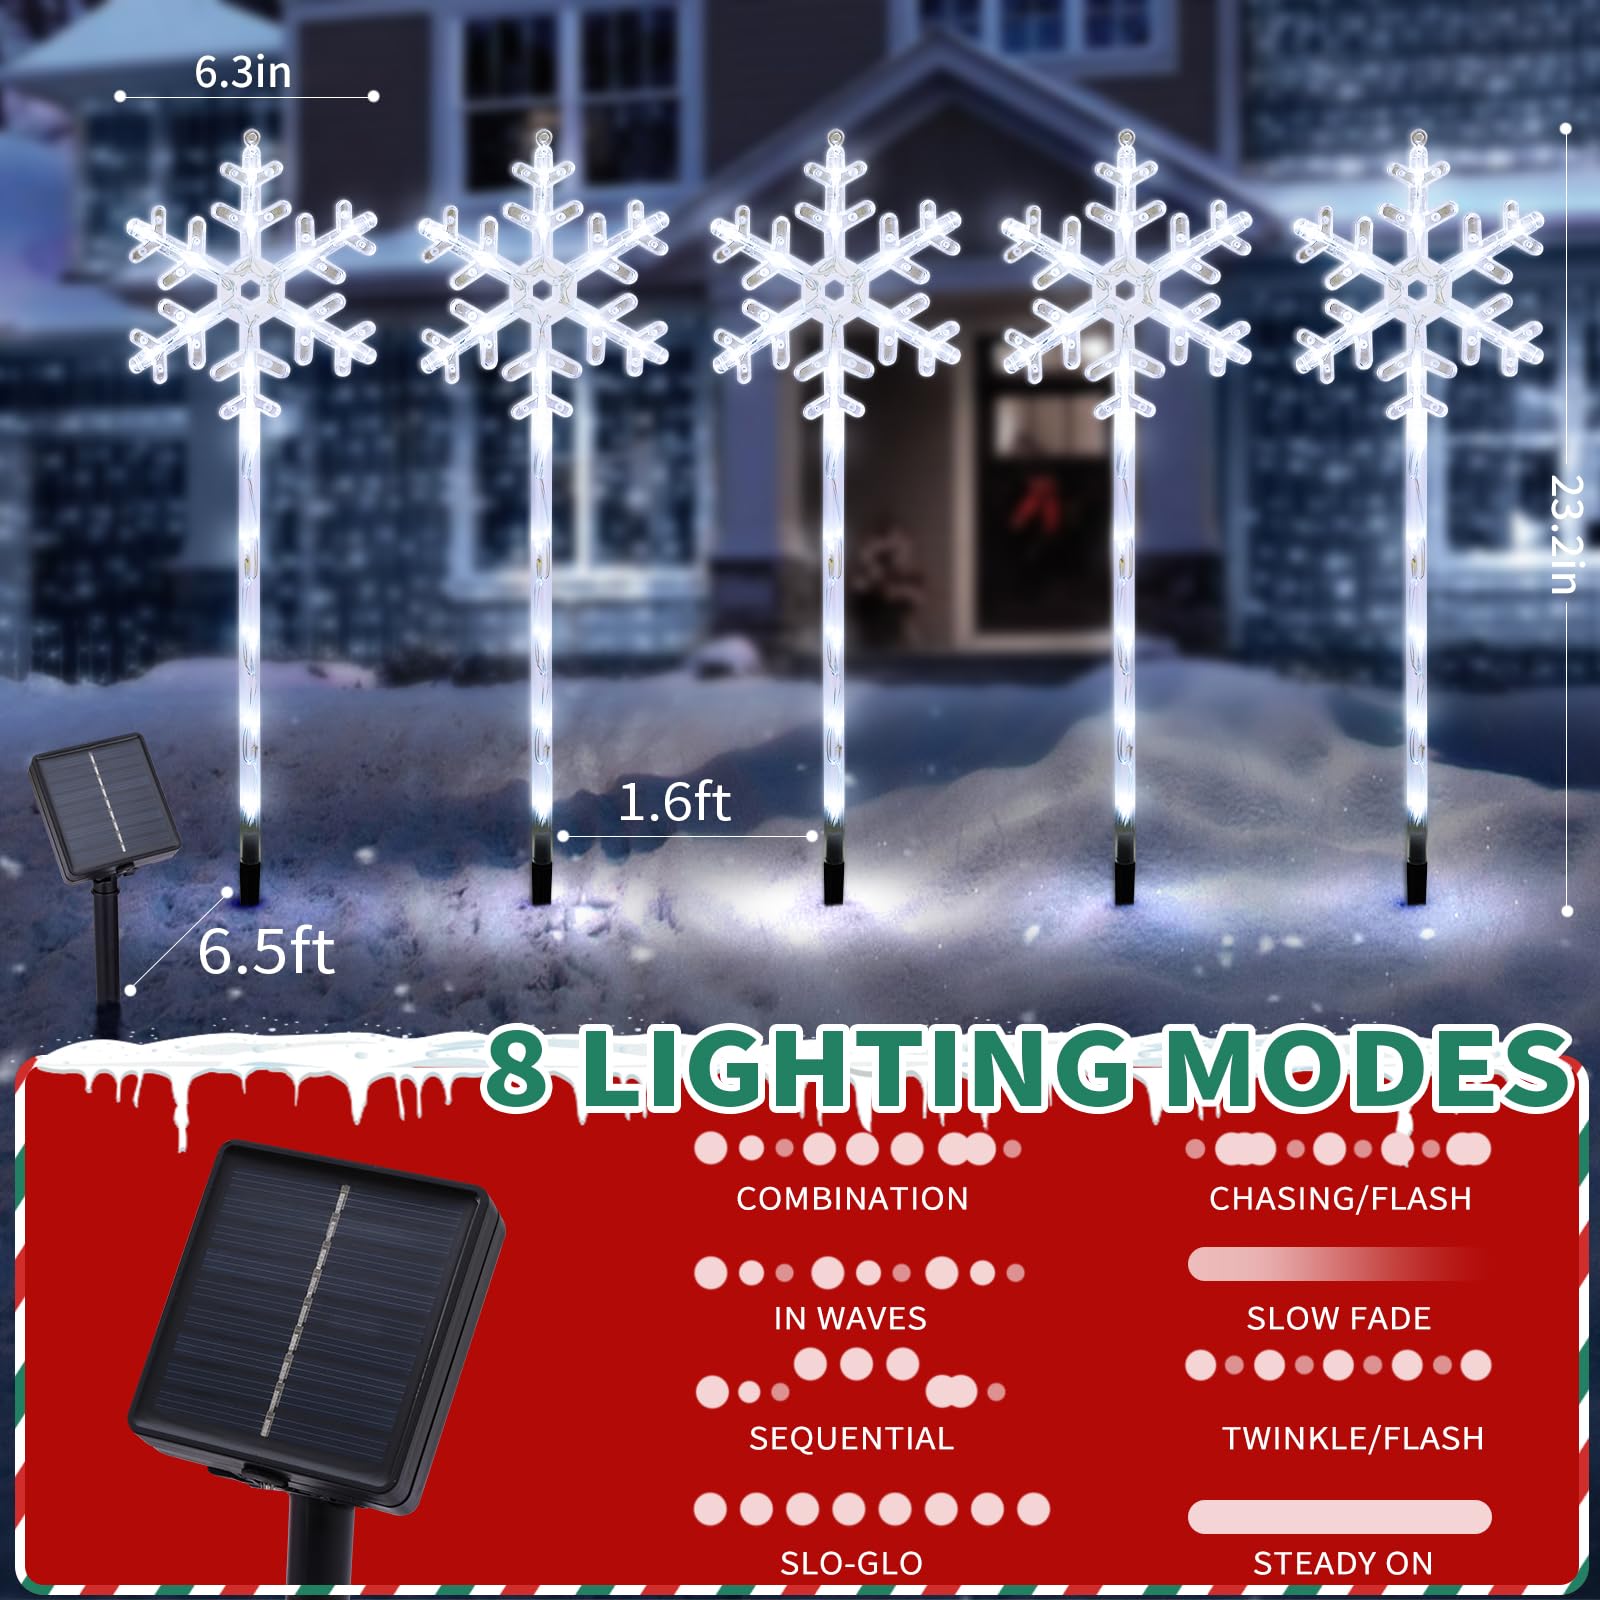 6.3in
23.2in
1.6ft
6.5ft
8 LIGHTING MODES
COMBINATION
CHASING/FLASH
IN WAVES
SLOW FADE
SEQUENTIAL
TWINKLE/FLASH
SLO-GLO
STEADY ON